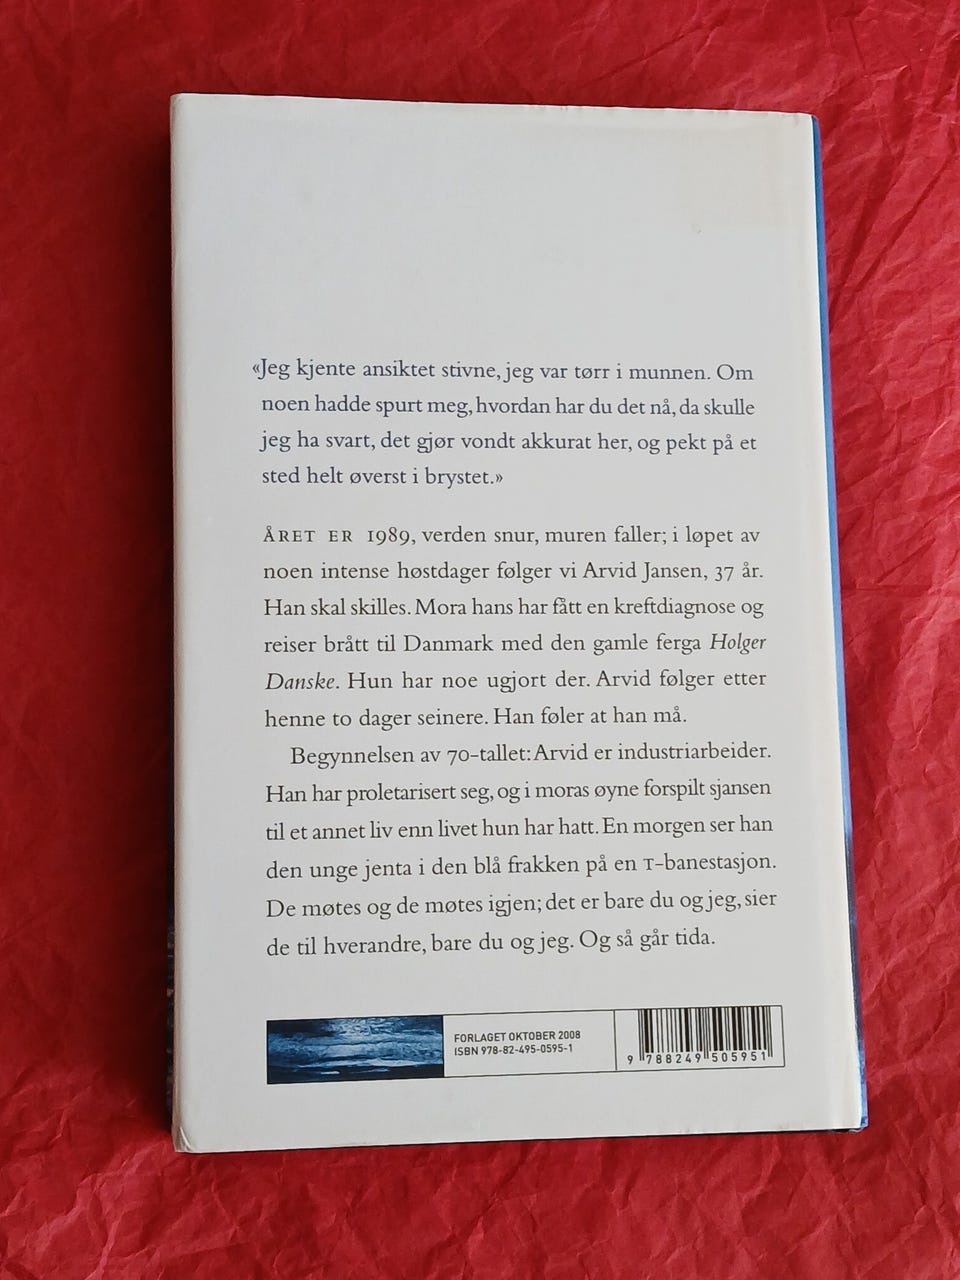 «Jeg kjente ansiktet stivne, jeg var tørr i munnen. Om
noen hadde spurt meg, hvordan har du det nå, da skulle
jeg ha svart, det gjør vondt akkurat her, og pekt på et
sted helt øverst i brystet.»
ÅRET ER 1989, verden snur, muren faller; i løpet av
noen intense høstdager følger vi Arvid Jansen, 37 år.
Han skal skilles. Mora hans har fått en kreftdiagnose og
reiser brått til Danmark med den gamle ferga Holger
Danske. Hun har noe ugjort der. Arvid følger etter
henne to dager seinere. Han føler at han må.
Begynnelsen av 70-tallet: Arvid er industriarbeider.
Han har proletarisert seg, og i moras øyne forspilt sjansen
til et annet liv enn livet hun har hatt. En morgen ser han
den unge jenta i den blå frakken på en T-banestasjon.
De møtes og de møtes igjen; det er bare du og jeg, sier
de til hverandre, bare du og jeg. Og så går tida.
FORLAGET OKTOBER 2008
ISBN 978-82-495-0595-1
9 788249 505951